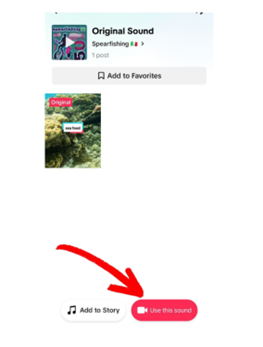 Original Sound
Spearfishing
1 post
Add to Favorites
Original
sea food
Add to Story
Use this sound